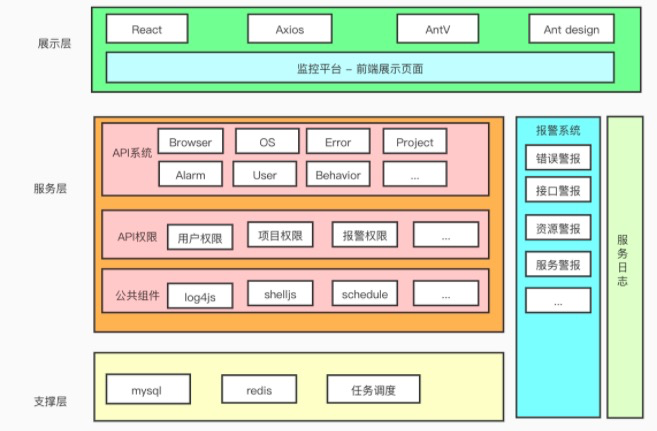 展示层
React
Axios
AntV
Ant design
监控平台 - 前端展示页面
服务层
API系统
Browser
OS
Error
Project
Alarm
User
Behavior
...
API权限
用户权限
项目权限
报警权限
...
公共组件
log4js
shelljs
schedule
...
报警系统
错误警报
接口警报
资源警报
服务警报
...
服务日志
支撑层
mysql
redis
任务调度